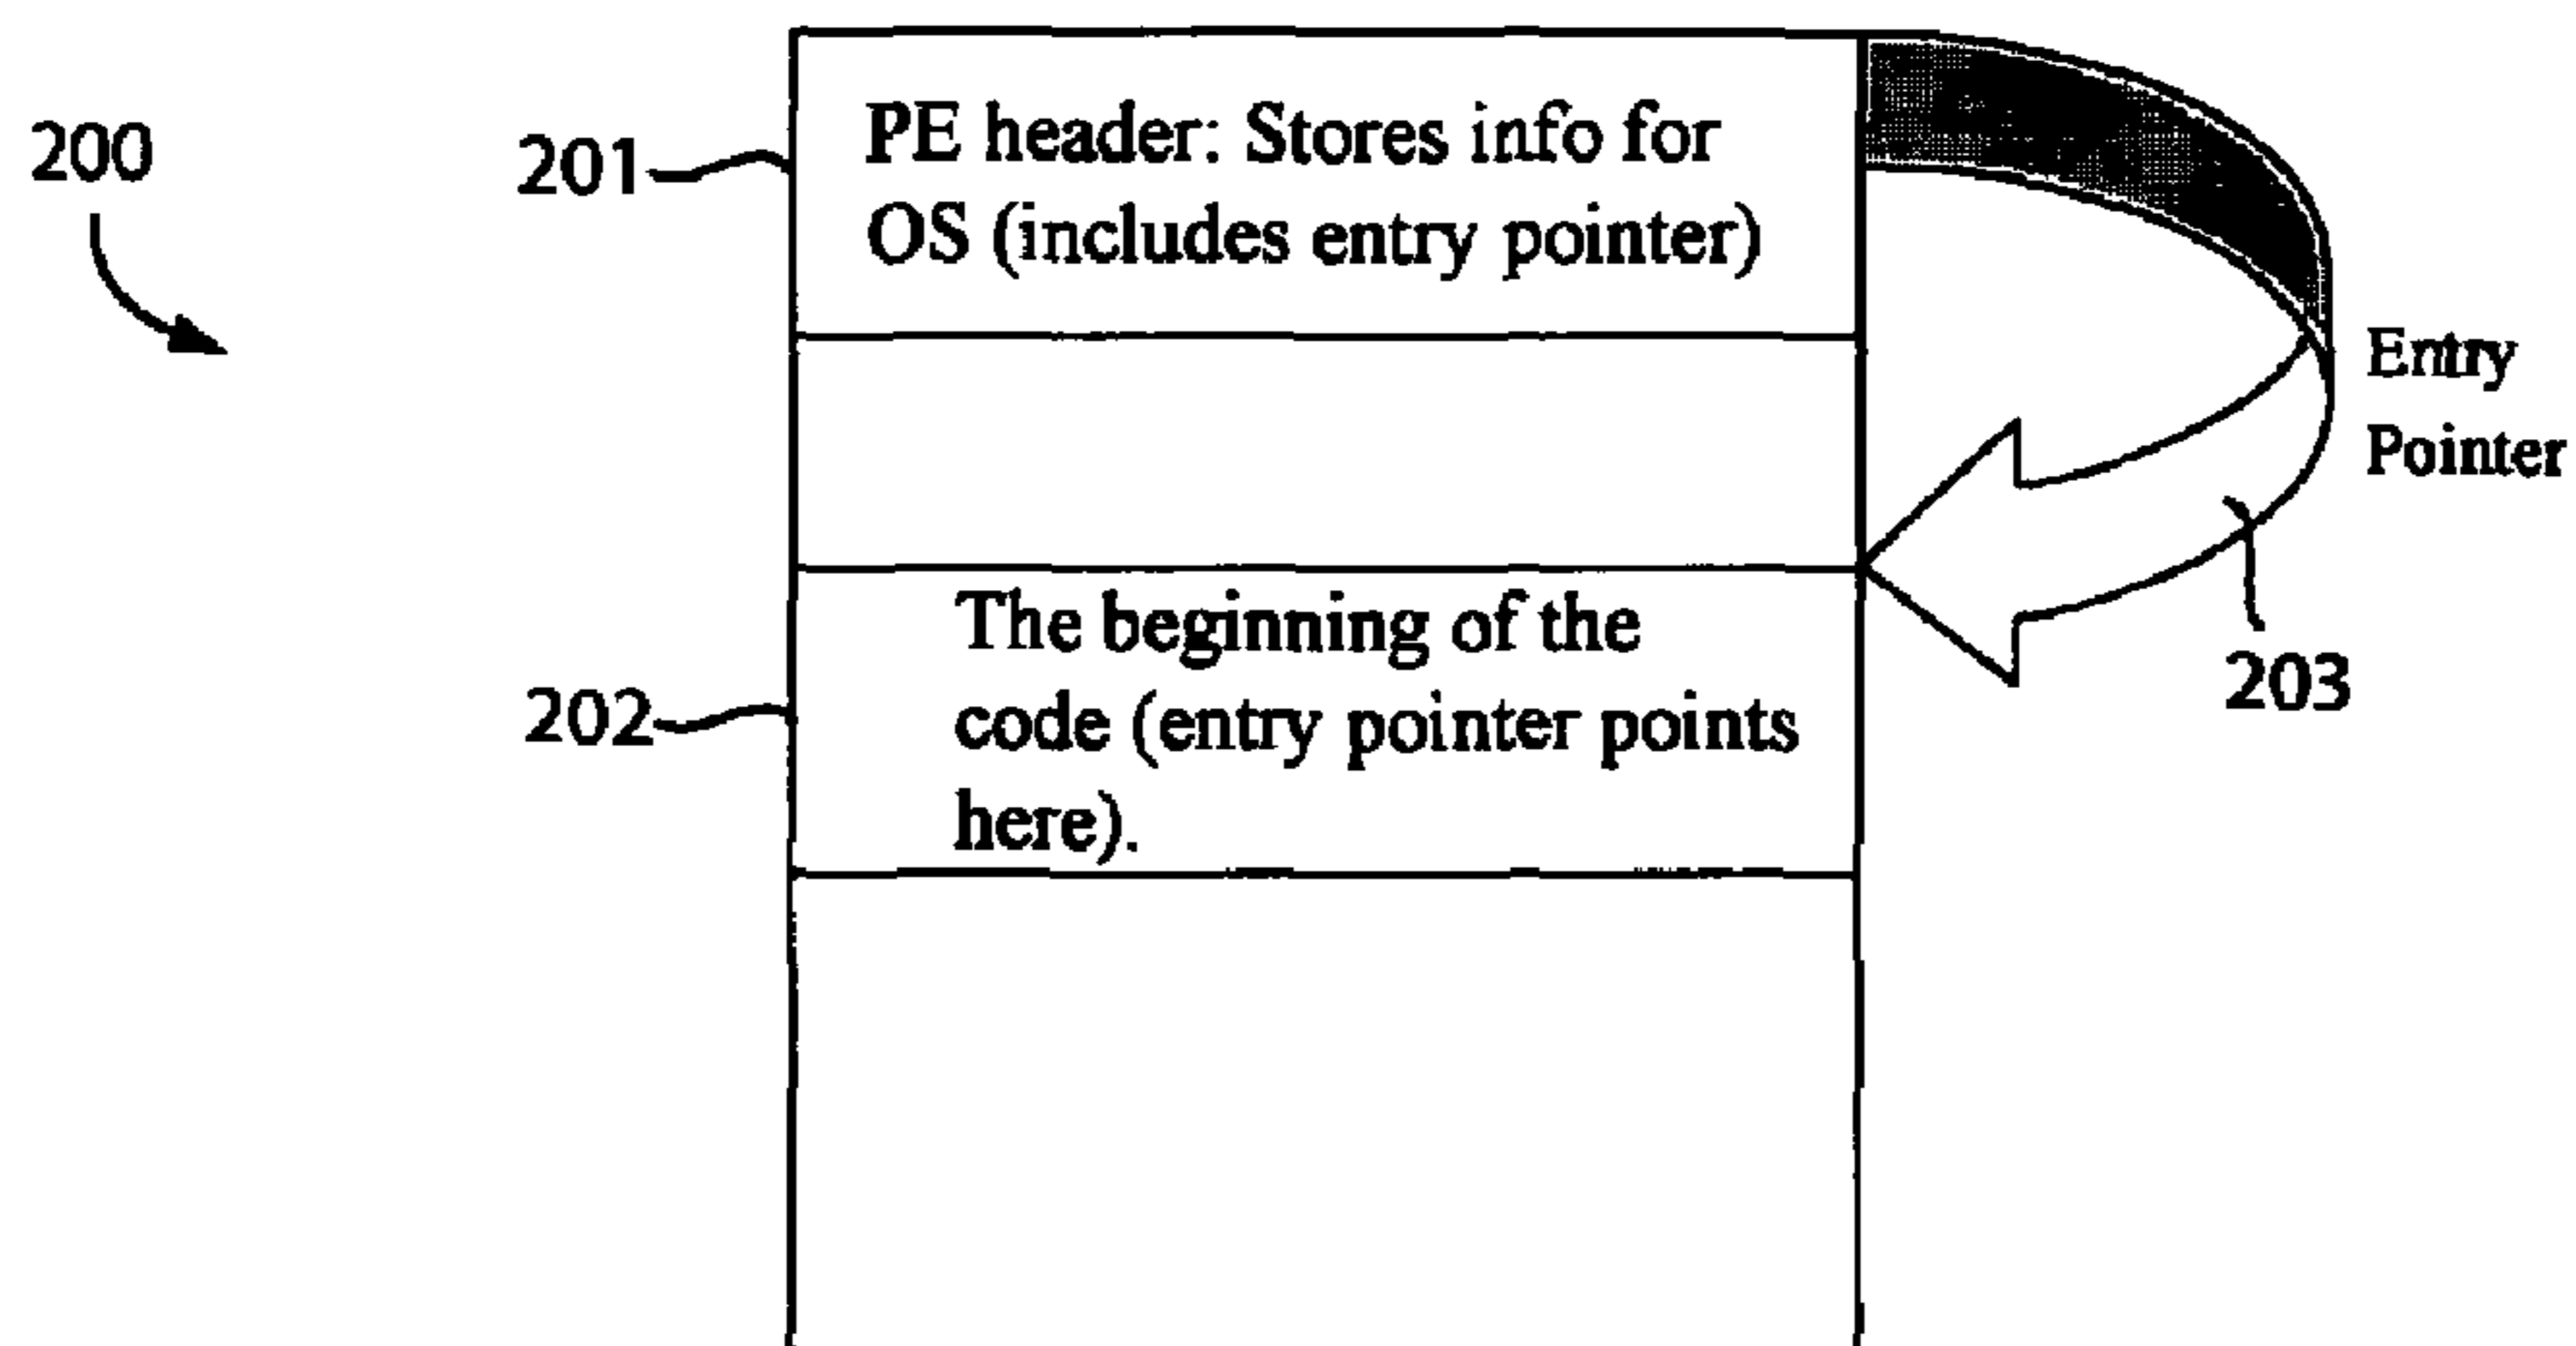 200
201
PE header: Stores info for
OS (includes entry pointer)
Entry
Pointer
The beginning of the
202
code (entry pointer points
here).
203